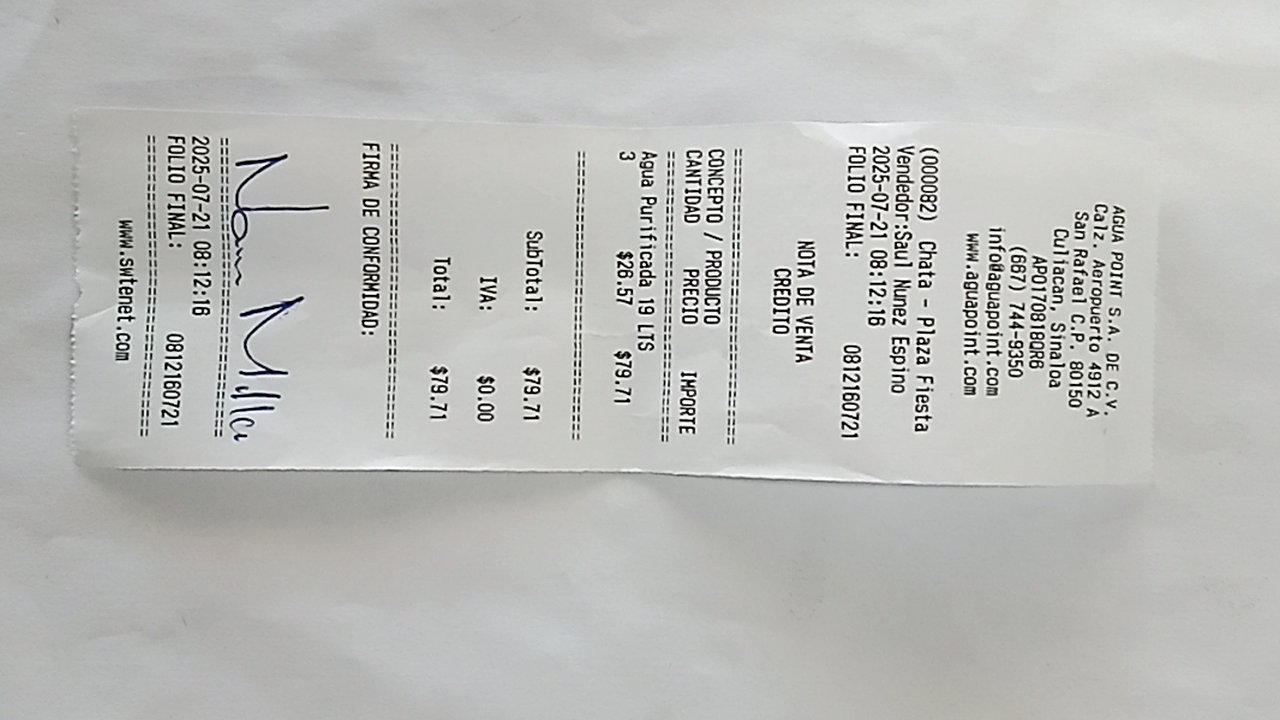 AGUA POINT S.A. DE C.V.
Calz. Aeropuerto 4912 A
San Rafael C.P. 80150
Culiacan, Sinaloa
APO170818QR6
(667) 744-9350
info@aguapoint.com
www.aguapoint.com
(000082) Chata - Plaza Fiesta
Vendedor:Saul Nunez Espino
2025-07-21 08:12:16
FOLIO FINAL: 0812160721
NOTA DE VENTA
CREDITO
CONCEPTO / PRODUCTO
CANTIDAD PRECIO IMPORTE
Agua Purificada 19 LTS
3 $26.57 $79.71
SubTotal: $79.71
IVA: $0.00
Total: $79.71
FIRMA DE CONFORMIDAD:
2025-07-21 08:12:16
FOLIO FINAL: 0812160721
www.swtenet.com